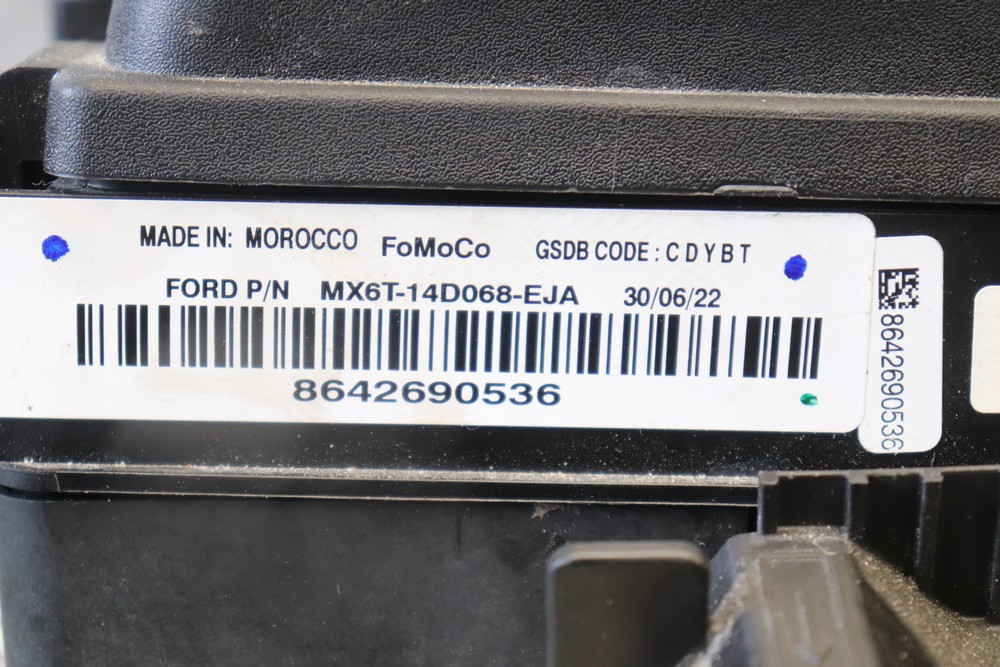 MADE IN: MOROCCO FoMoCo GSDB CODE : C D Y B T
FORD P/N MX6T-14D068-EJA 30/06/22
8642690536
8642690536